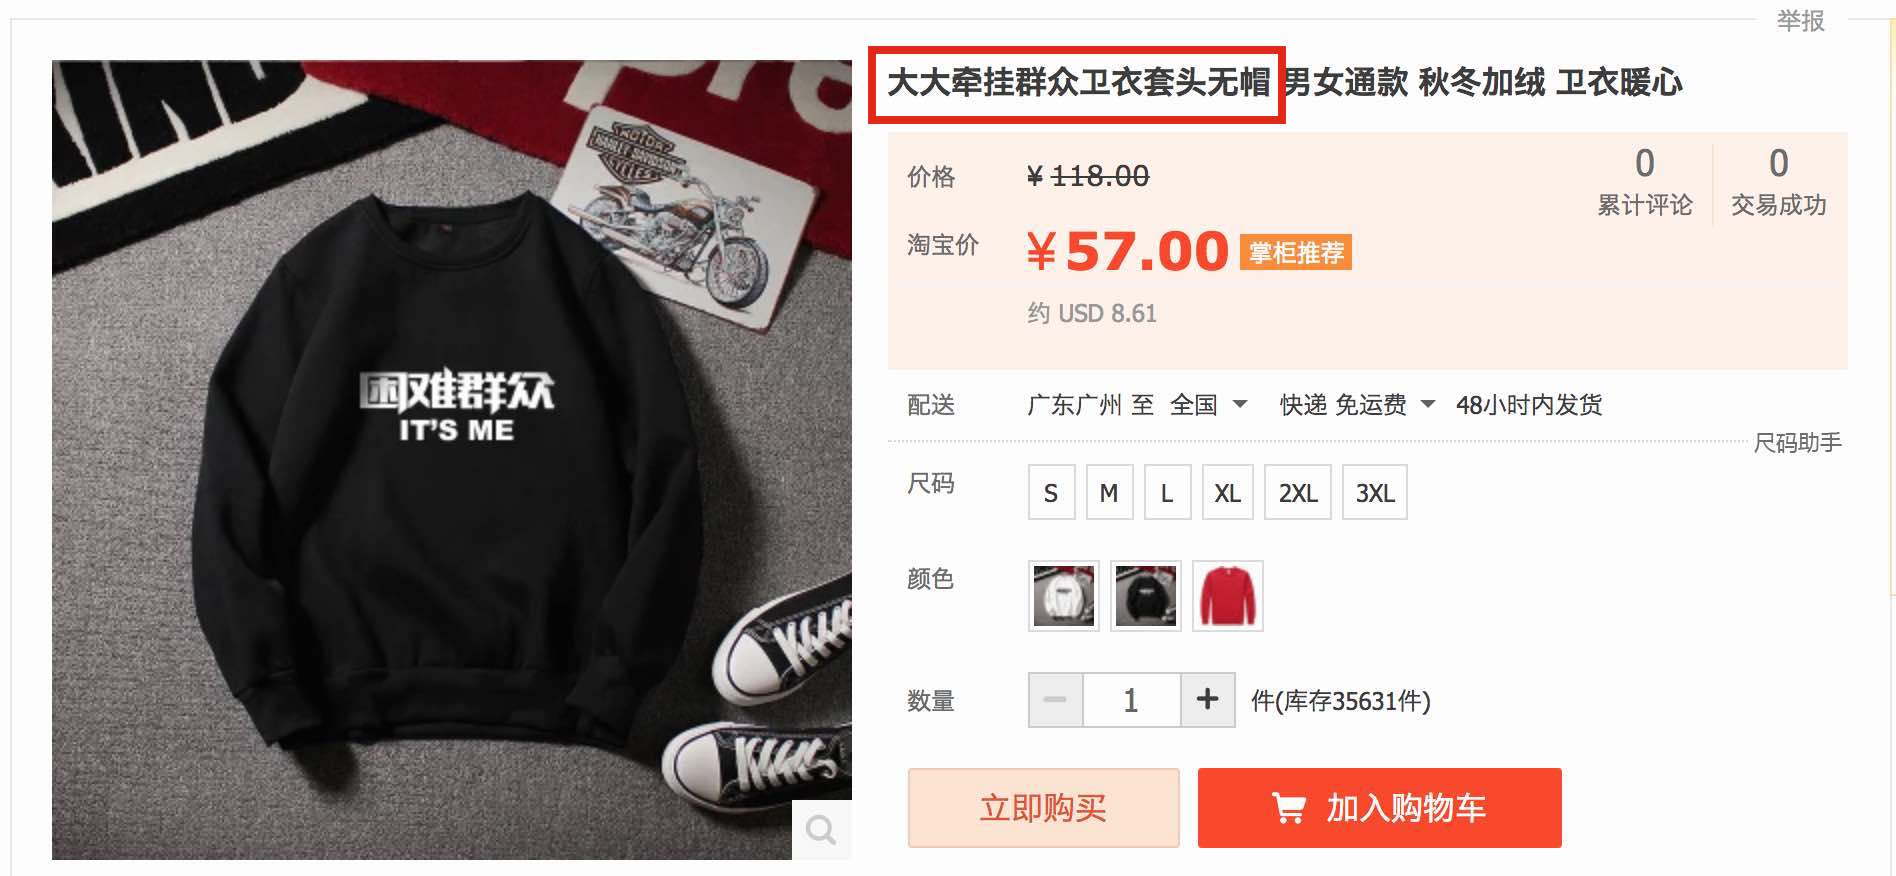 举报
大大牵挂群众卫衣套头无帽 男女通款 秋冬加绒 卫衣暖心
价格 ¥ 118.00
0 累计评论
0 交易成功
淘宝价 ¥57.00 掌柜推荐
约 USD 8.61
配送 广东广州 至 全国 快递 免运费 48小时内发货
尺码助手
尺码 S M L XL 2XL 3XL
颜色
数量 1 件(库存35631件)
立即购买 加入购物车
MOTOR
HARLEY-DAVIDSON
CYCLES
困难群众
IT'S ME